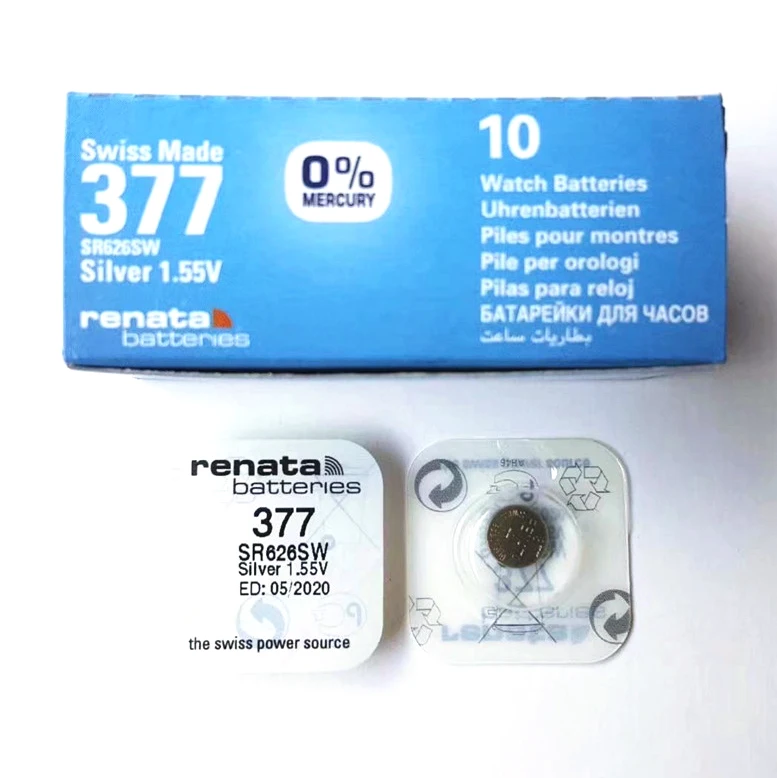 Swiss Made
377
SR626SW
Silver 1.55V
renata
batteries
0%
MERCURY
10
Watch Batteries
Uhrenbatterien
Piles pour montres
Pile per orologi
Pilas para reloj
БАТАРЕЙКИ ДЛЯ ЧАСОВ
بطاريات ساعت
renata
batteries
377
SR626SW
Silver 1.55V
ED: 05/2020
the swiss power source